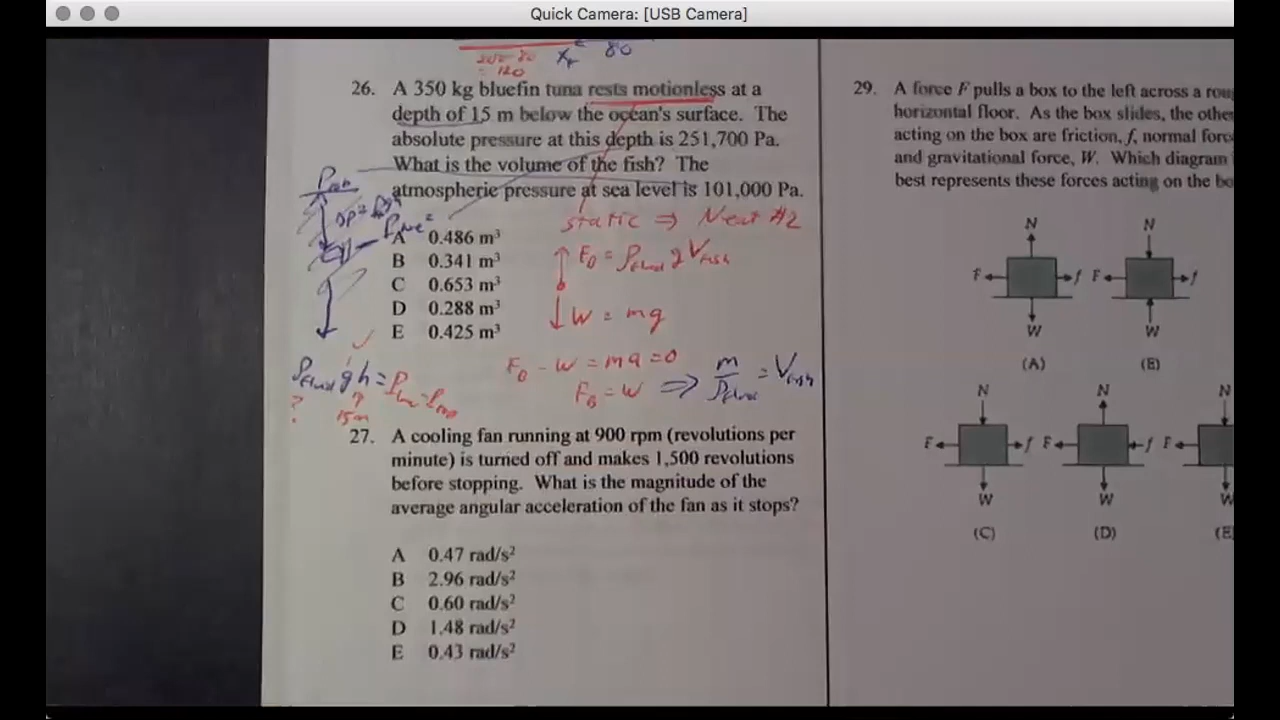 Quick Camera: [USB Camera]
80
= 120
26. A 350 kg bluefin tuna rests motionless at a
depth of 15 m below the ocean's surface. The
absolute pressure at this depth is 251,700 Pa.
What is the volume of the fish? The
atmospheric pressure at sea level is 101,000 Pa.
static ⇒ Newt #2
A 0.486 m³
B 0.341 m³
C 0.653 m³
D 0.288 m³
E 0.425 m³
F_B = ρ_fluid g V_fish
W = mg
F_B - W = ma = 0
F_B = W ⇒ m/ρ_fluid = V_fish
ρ_fluid g h =
? 15m
27. A cooling fan running at 900 rpm (revolutions per
minute) is turned off and makes 1,500 revolutions
before stopping. What is the magnitude of the
average angular acceleration of the fan as it stops?
A 0.47 rad/s²
B 2.96 rad/s²
C 0.60 rad/s²
D 1.48 rad/s²
E 0.43 rad/s²
29. A force F pulls a box to the left across a
horizontal floor. As the box slides, the other
acting on the box are friction, f, normal
and gravitational force, W. Which diagram
best represents these forces acting on the
N N
F f F f
W W
(A) (B)
N N N
F f F f F
W W W
(C) (D) (E